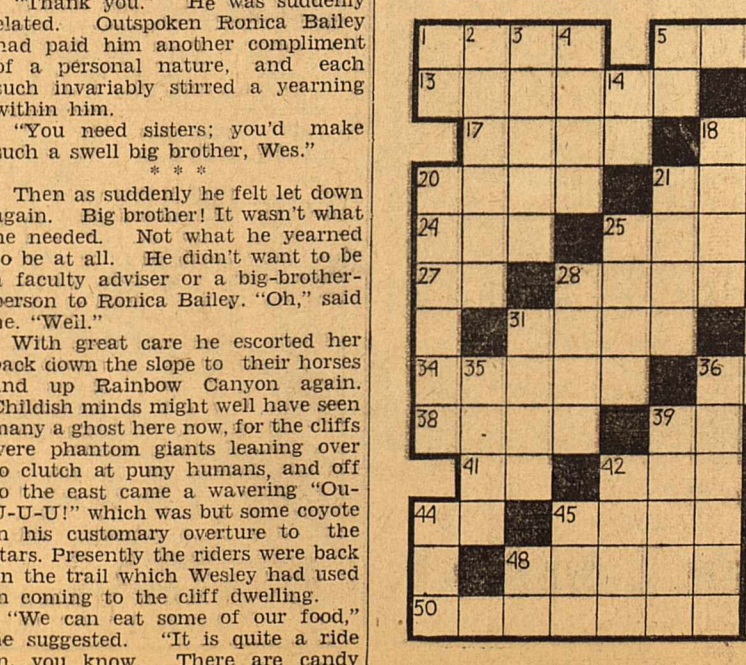 "Thank you." He was suddenly
elated. Outspoken Ronica Bailey
had paid him another compliment
of a personal nature, and each
such invariably stirred a yearning
within him.
"You need sisters; you'd make
such a swell big brother, Wes."
* * *
Then as suddenly he felt let down
again. Big brother! It wasn't what
he needed. Not what he yearned
to be at all. He didn't want to be
a faculty adviser or a big-brother-
person to Ronica Bailey. "Oh," said
he. "Well."
With great care he escorted her
back down the slope to their horses
and up Rainbow Canyon again.
Childish minds might well have seen
many a ghost here now, for the cliffs
were phantom giants leaning over
to clutch at puny humans, and off
to the east came a wavering "Ou-
U-U-U!" which was but some coyote
in his customary overture to the
stars. Presently the riders were back
on the trail which Wesley had used
in coming to the cliff dwelling.
"We can eat some of our food,"
he suggested. "It is quite a ride
you know. There are candy
1 2 3 4 5
13 14
17 18
20 21
24 25
27 28
31
34 35 36
38 39
41 42
44 45
48
50